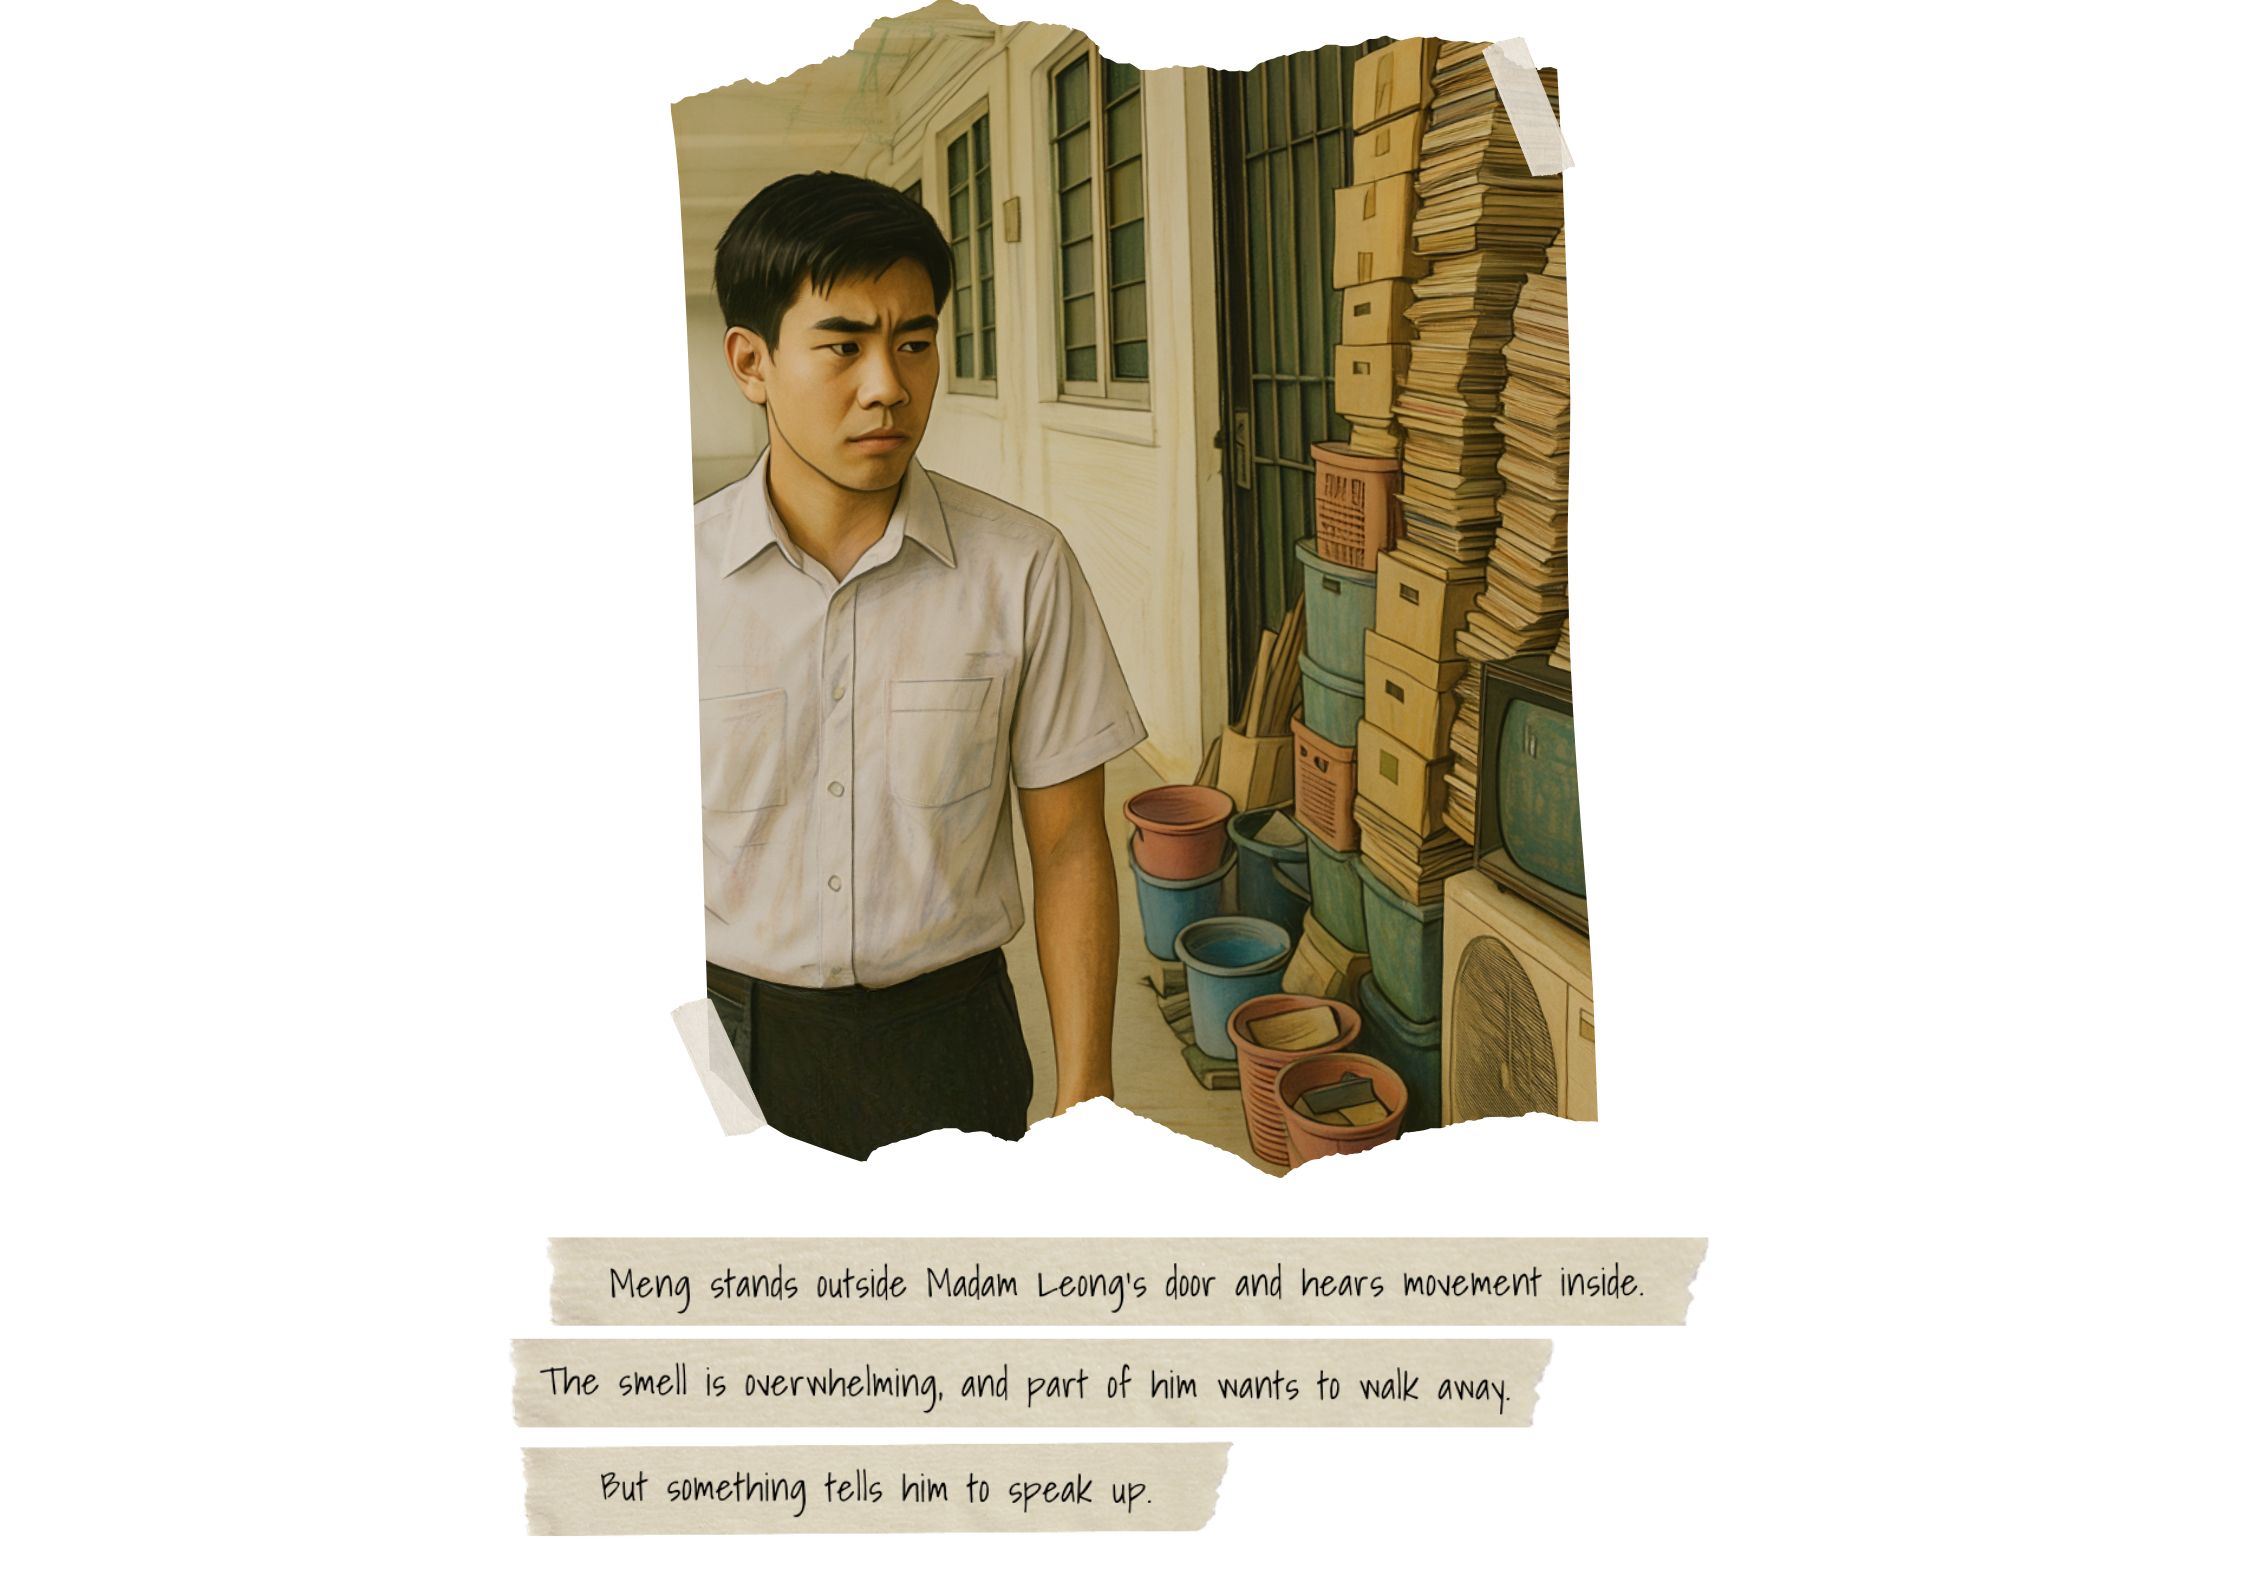 Meng stands outside Madam Leong's door and hears movement inside.
The smell is overwhelming, and part of him wants to walk away.
But something tells him to speak up.